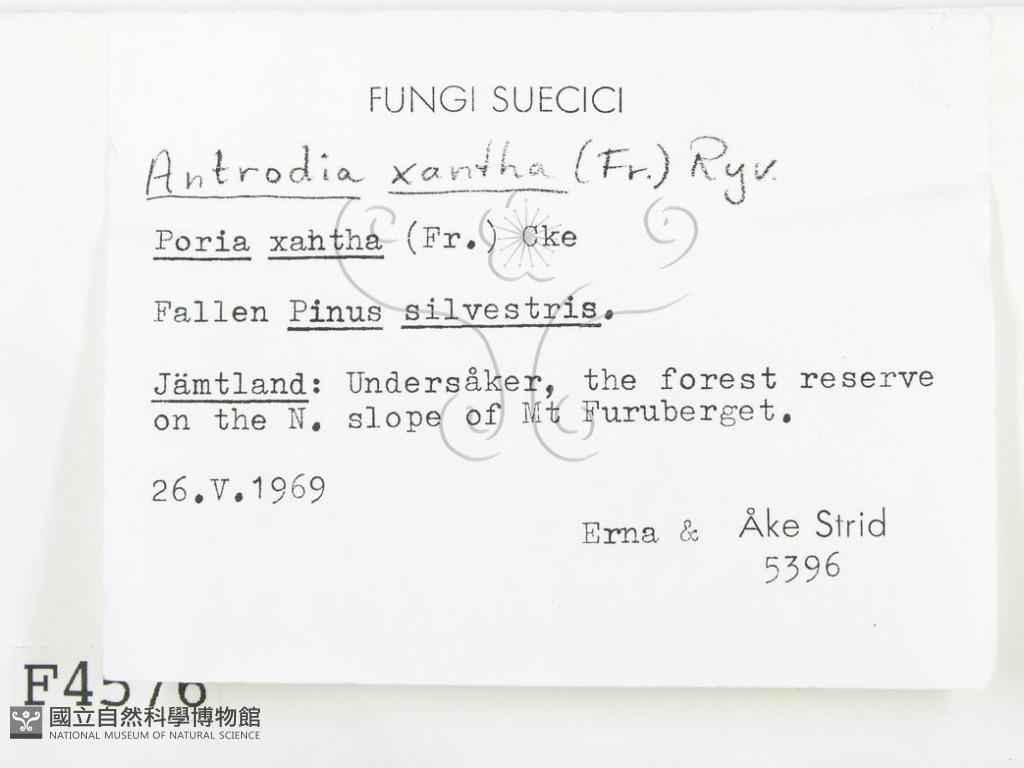 FUNGI SUECICI
Antrodia xantha (Fr.) Ryv.
Poria xahtha (Fr.) Cke
Fallen Pinus silvestris.
Jämtland: Undersåker, the forest reserve
on the N. slope of Mt Furuberget.
26.V.1969
Erna & Åke Strid
5396
F4576
國立自然科學博物館
NATIONAL MUSEUM OF NATURAL SCIENCE